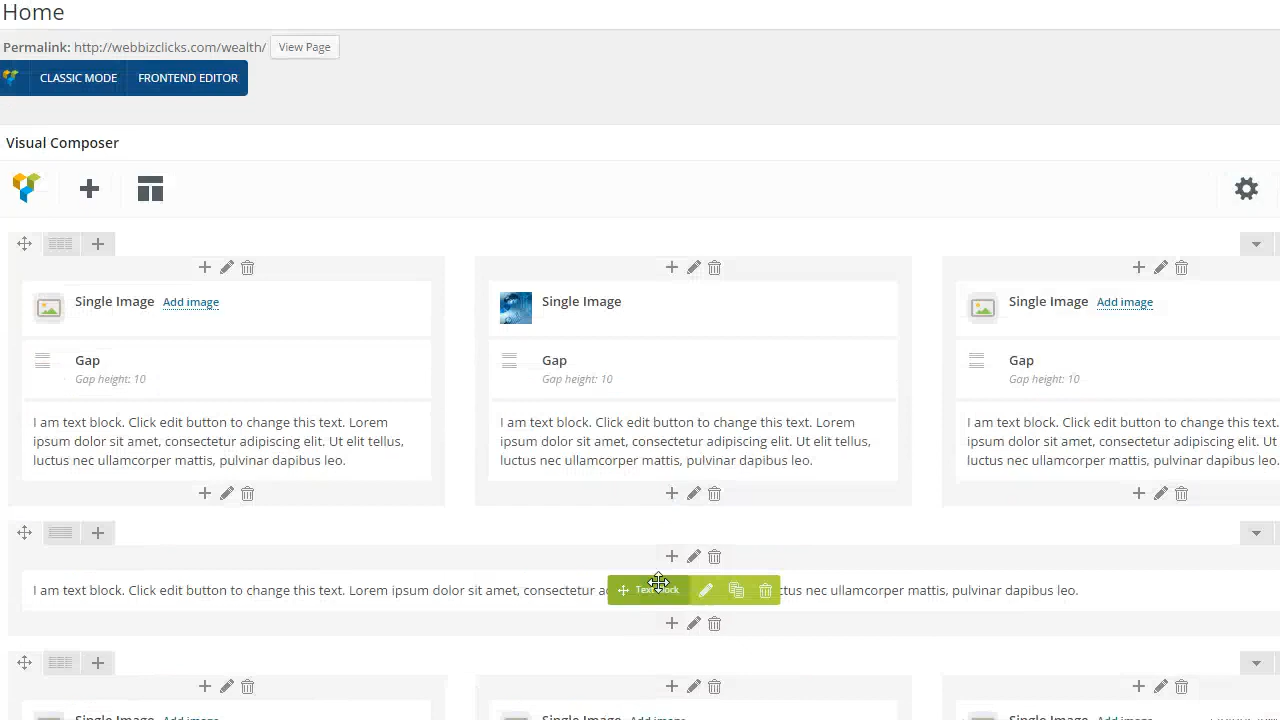 Home
Permalink: http://webbizclicks.com/wealth/ View Page
CLASSIC MODE FRONTEND EDITOR
Visual Composer
Single Image Add image
Gap
Gap height: 10
I am text block. Click edit button to change this text. Lorem
ipsum dolor sit amet, consectetur adipiscing elit. Ut elit tellus,
luctus nec ullamcorper mattis, pulvinar dapibus leo.
Single Image
Gap
Gap height: 10
I am text block. Click edit button to change this text. Lorem
ipsum dolor sit amet, consectetur adipiscing elit. Ut elit tellus,
luctus nec ullamcorper mattis, pulvinar dapibus leo.
Single Image Add image
Gap
Gap height: 10
I am text block. Click edit button to change this text.
ipsum dolor sit amet, consectetur adipiscing elit. Ut
luctus nec ullamcorper mattis, pulvinar dapibus leo.
I am text block. Click edit button to change this text. Lorem ipsum dolor sit amet, consectetur nec ullamcorper mattis, pulvinar dapibus leo.
Single Image Add image
Single Image Add image
Single Image Add image